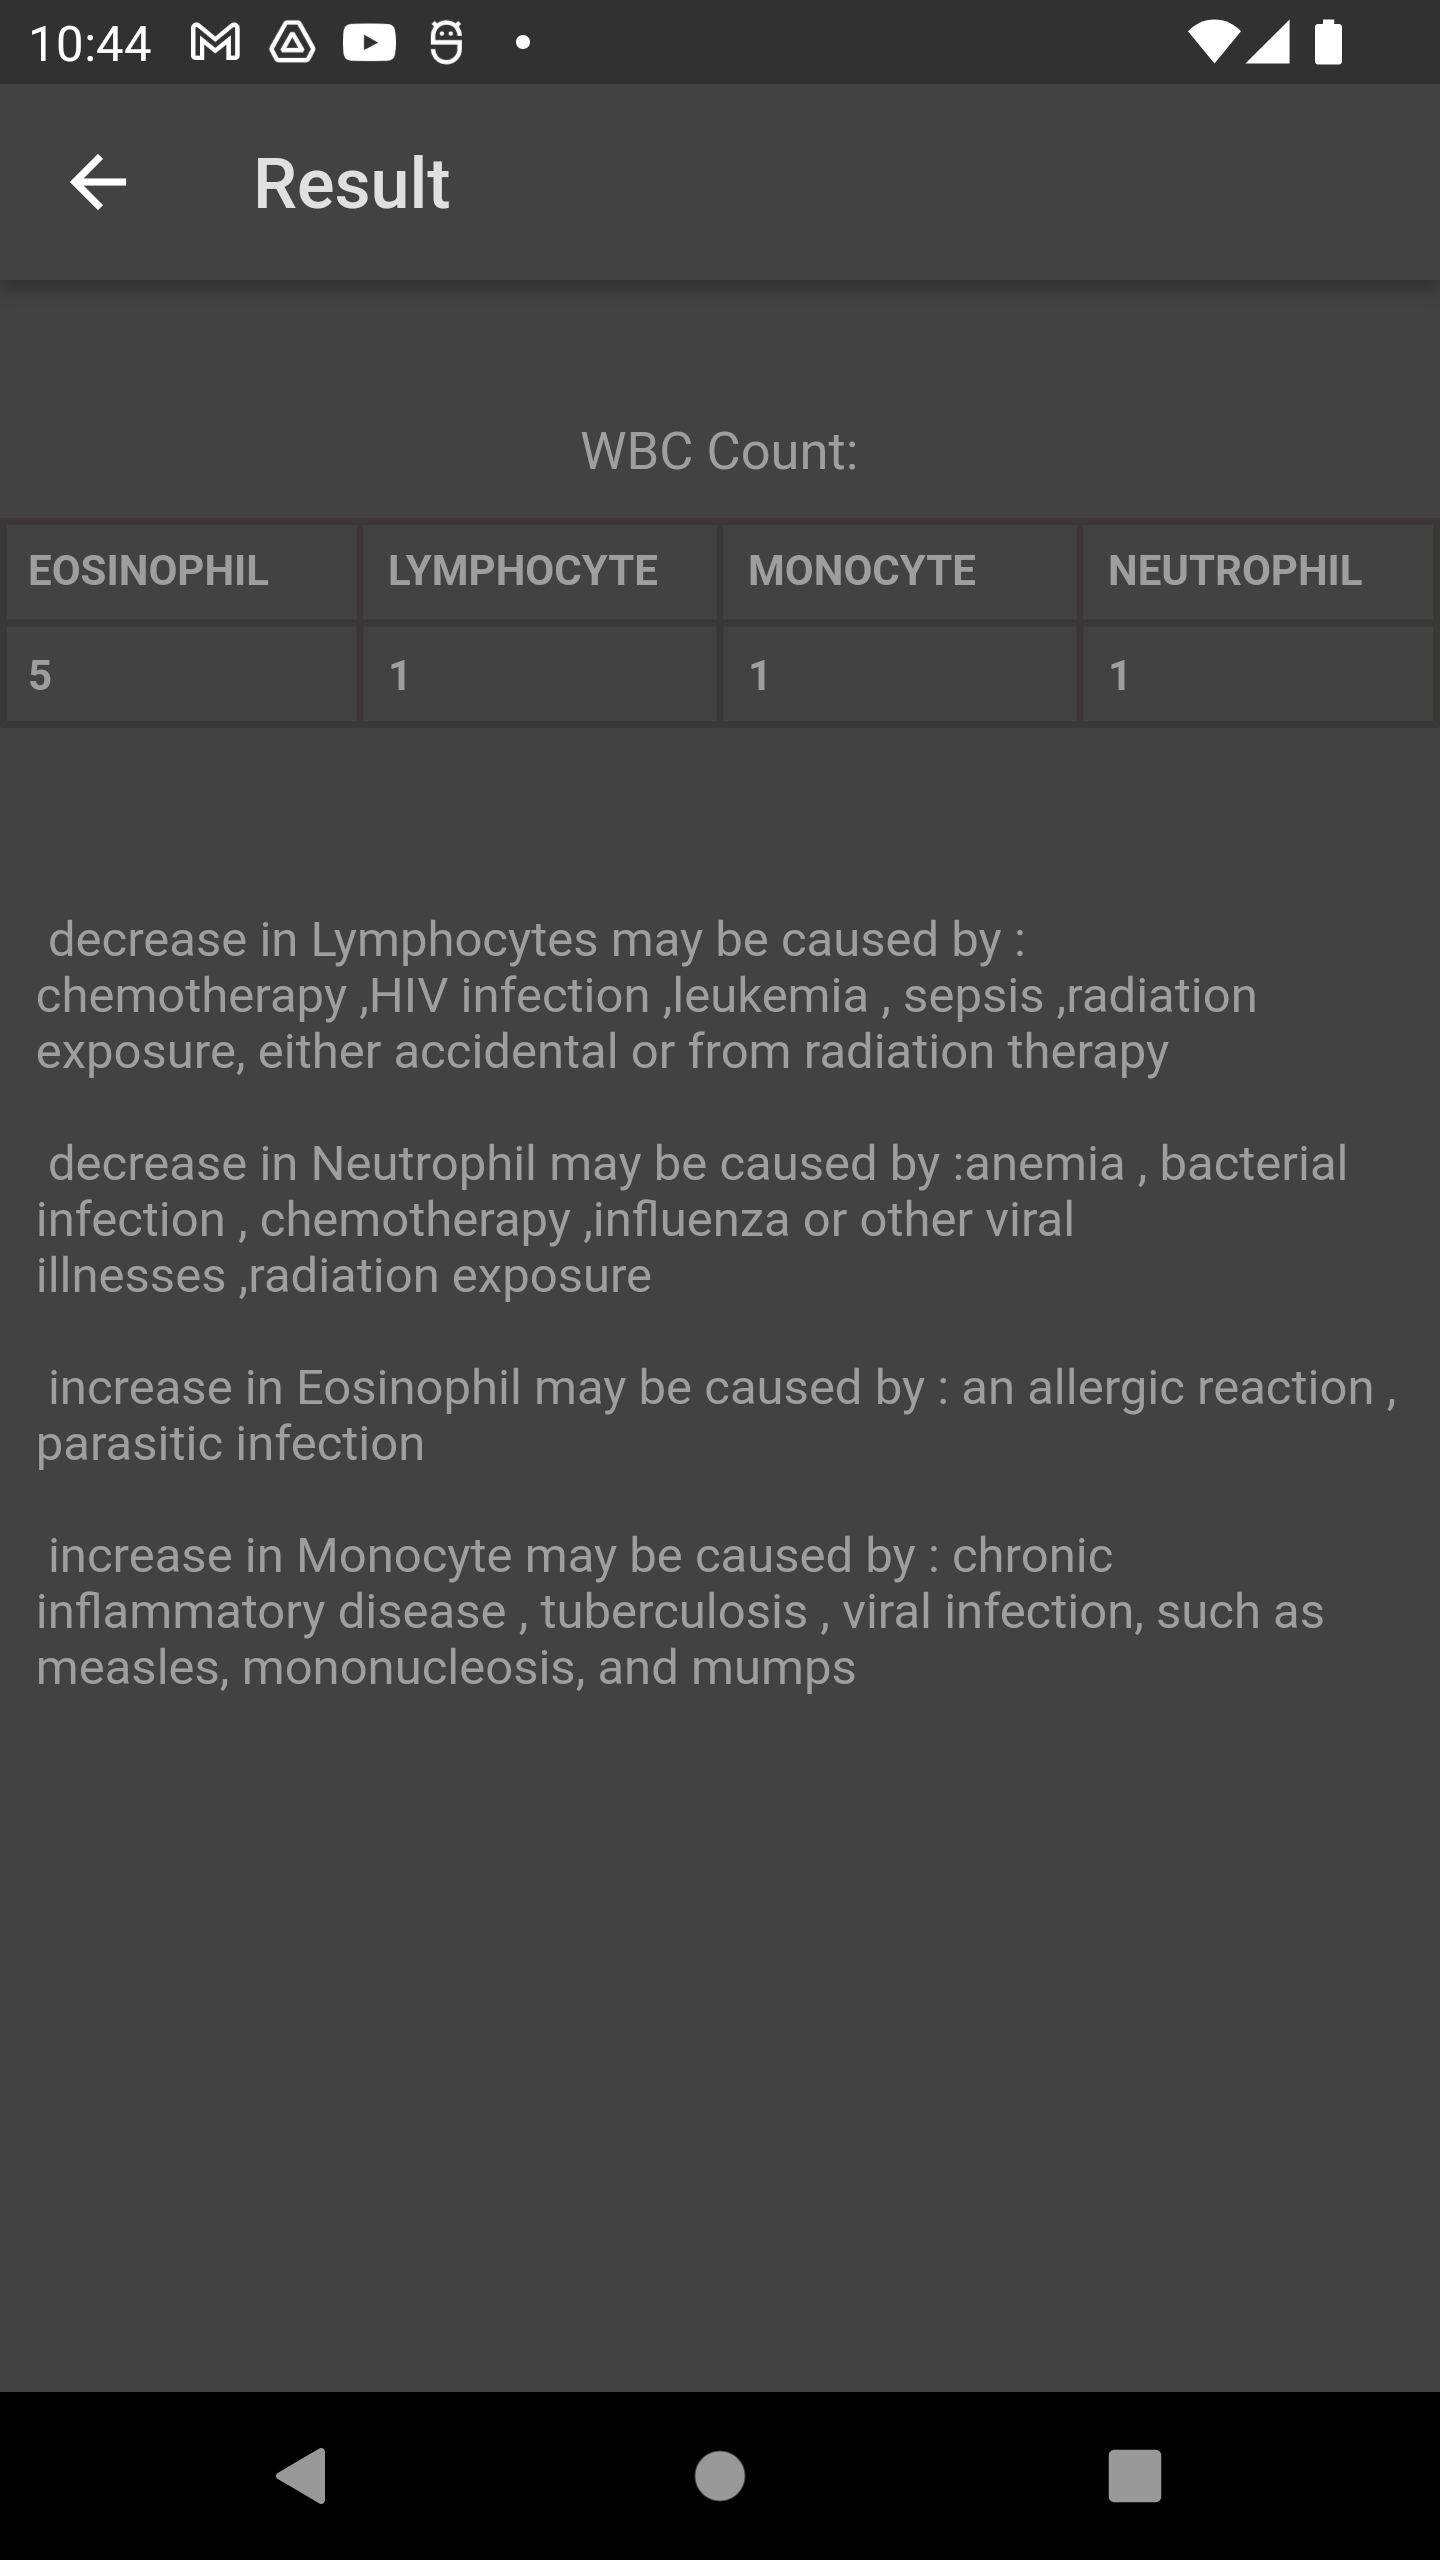 10:44
Result
WBC Count:
EOSINOPHIL LYMPHOCYTE MONOCYTE NEUTROPHIL
5 1 1 1
decrease in Lymphocytes may be caused by :
chemotherapy ,HIV infection ,leukemia , sepsis ,radiation
exposure, either accidental or from radiation therapy
decrease in Neutrophil may be caused by :anemia , bacterial
infection , chemotherapy ,influenza or other viral
illnesses ,radiation exposure
increase in Eosinophil may be caused by : an allergic reaction ,
parasitic infection
increase in Monocyte may be caused by : chronic
inflammatory disease , tuberculosis , viral infection, such as
measles, mononucleosis, and mumps